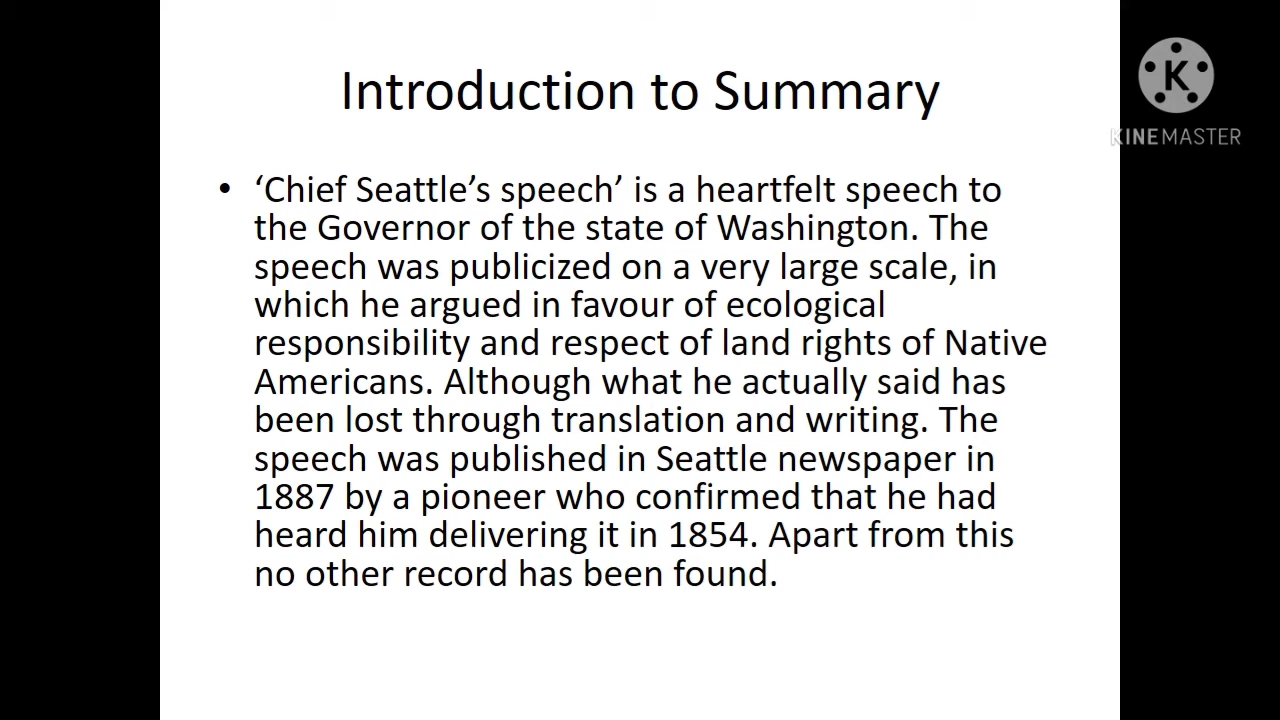 Introduction to Summary
K
KINEMASTER
• ‘Chief Seattle’s speech’ is a heartfelt speech to
the Governor of the state of Washington. The
speech was publicized on a very large scale, in
which he argued in favour of ecological
responsibility and respect of land rights of Native
Americans. Although what he actually said has
been lost through translation and writing. The
speech was published in Seattle newspaper in
1887 by a pioneer who confirmed that he had
heard him delivering it in 1854. Apart from this
no other record has been found.